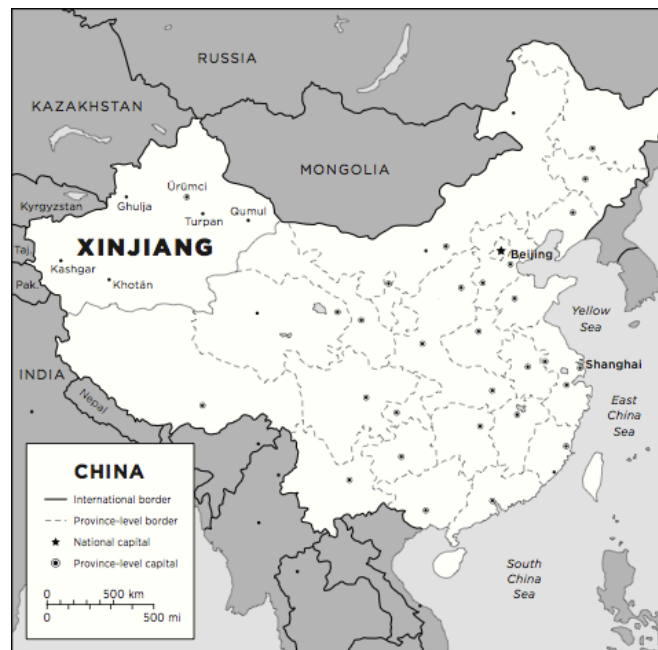 RUSSIA
KAZAKHSTAN
MONGOLIA
Kyrgyzstan
Ürümci
Ghulja
Turpan
Qumul
XINJIANG
Taj.
Kashgar
Pak.
Khotän
Beijing
Yellow
Sea
Shanghai
INDIA
Nepal
East
China
Sea
CHINA
International border
Province-level border
National capital
Province-level capital
0 500 km
0 500 mi
South
China
Sea